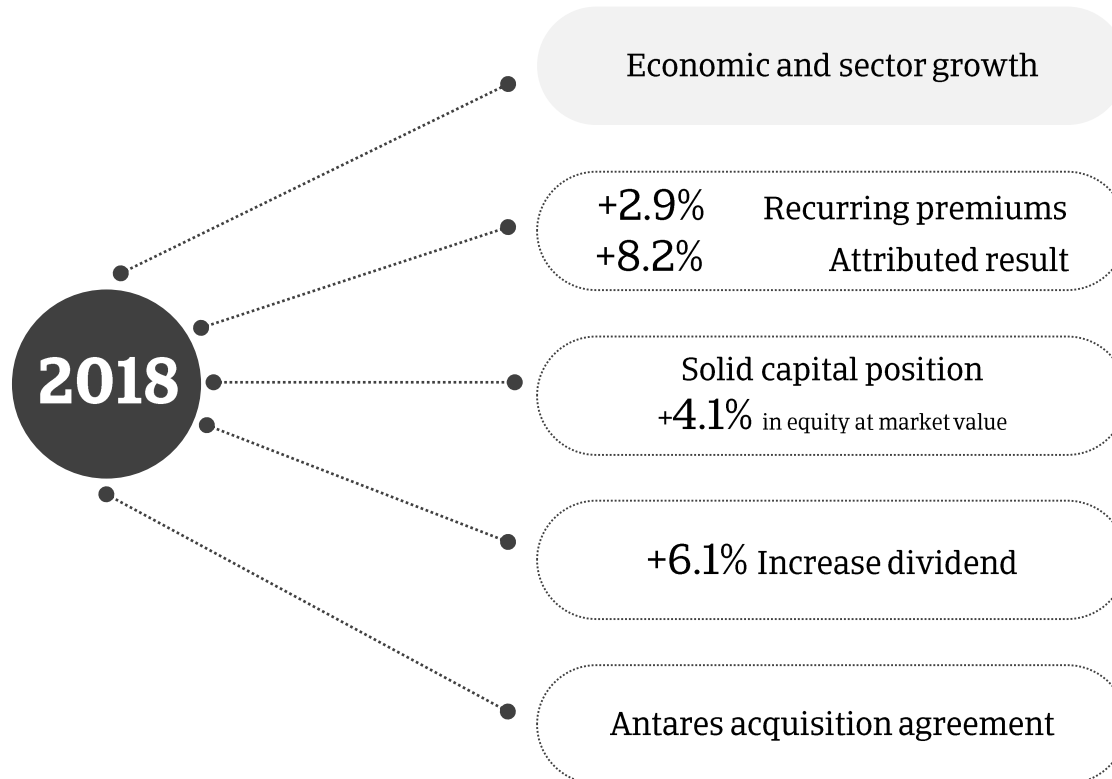 Economic and sector growth
+2.9% Recurring premiums
+8.2% Attributed result
2018
Solid capital position
+4.1% in equity at market value
+6.1% Increase dividend
Antares acquisition agreement